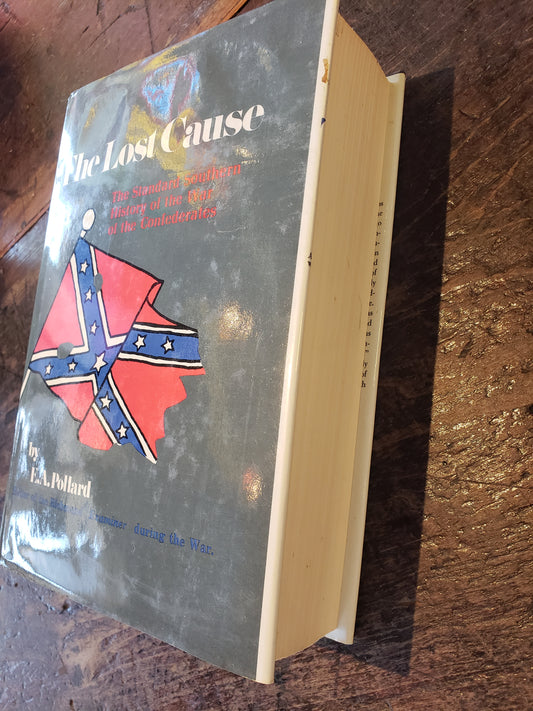 The Lost Cause
The Standard Southern
History of the War
of the Confederates
by
E.A. Pollard
during the War.